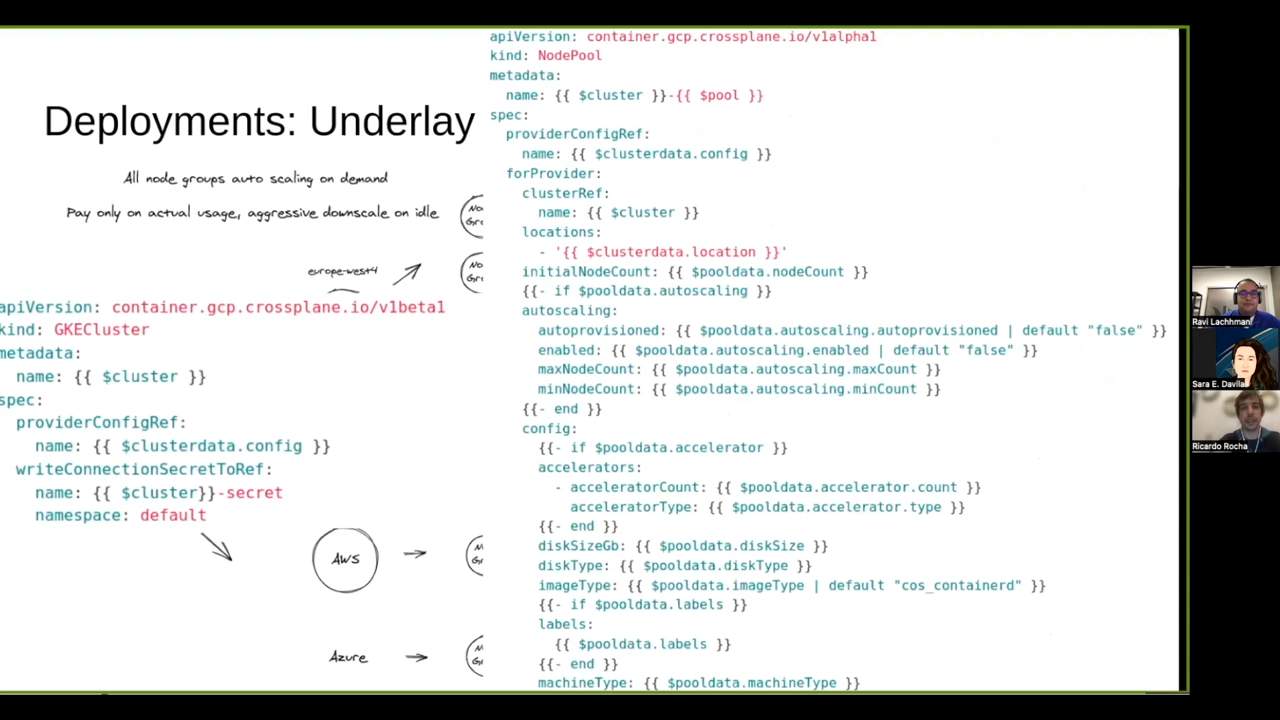 Deployments: Underlay
All node groups auto scaling on demand
Pay only on actual usage, aggressive downscale on idle
europe-west4
apiVersion: container.gcp.crossplane.io/v1beta1
kind: GKECluster
metadata:
name: {{ $cluster }}
spec:
providerConfigRef:
name: {{ $clusterdata.config }}
writeConnectionSecretToRef:
name: {{ $cluster}}-secret
namespace: default
AWS
Azure
apiVersion: container.gcp.crossplane.io/v1alpha1
kind: NodePool
metadata:
name: {{ $cluster }}-{{ $pool }}
spec:
providerConfigRef:
name: {{ $clusterdata.config }}
forProvider:
clusterRef:
name: {{ $cluster }}
locations:
- '{{ $clusterdata.location }}'
initialNodeCount: {{ $pooldata.nodeCount }}
{{- if $pooldata.autoscaling }}
autoscaling:
autoprovisioned: {{ $pooldata.autoscaling.autoprovisioned | default "false" }}
enabled: {{ $pooldata.autoscaling.enabled | default "false" }}
maxNodeCount: {{ $pooldata.autoscaling.maxCount }}
minNodeCount: {{ $pooldata.autoscaling.minCount }}
{{- end }}
config:
{{- if $pooldata.accelerator }}
accelerators:
- acceleratorCount: {{ $pooldata.accelerator.count }}
acceleratorType: {{ $pooldata.accelerator.type }}
{{- end }}
diskSizeGb: {{ $pooldata.diskSize }}
diskType: {{ $pooldata.diskType }}
imageType: {{ $pooldata.imageType | default "cos_containerd" }}
{{- if $pooldata.labels }}
labels:
{{ $pooldata.labels }}
{{- end }}
machineType: {{ $pooldata.machineType }}
Ravi Lachhman
Sara E. Davila
Ricardo Rocha